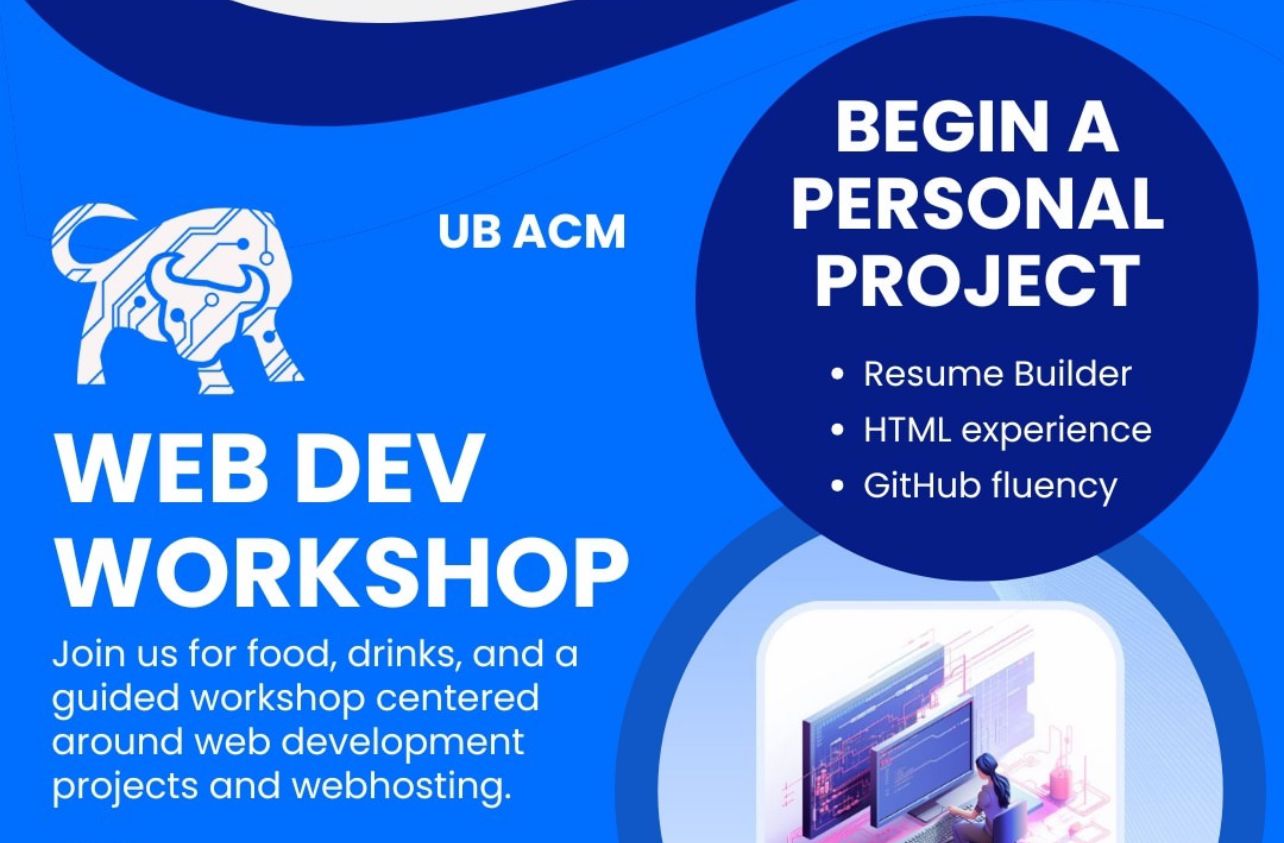 UB ACM
WEB DEV
WORKSHOP
Join us for food, drinks, and a
guided workshop centered
around web development
projects and webhosting.
BEGIN A
PERSONAL
PROJECT
• Resume Builder
• HTML experience
• GitHub fluency